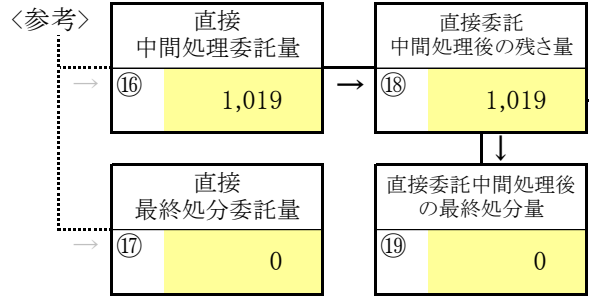 〈参考〉
直接
中間処理委託量
⑯
1,019
→
直接委託
中間処理後の残さ量
⑱
1,019
→
↓
直接
最終処分委託量
⑰
0
→
直接委託中間処理後
の最終処分量
⑲
0